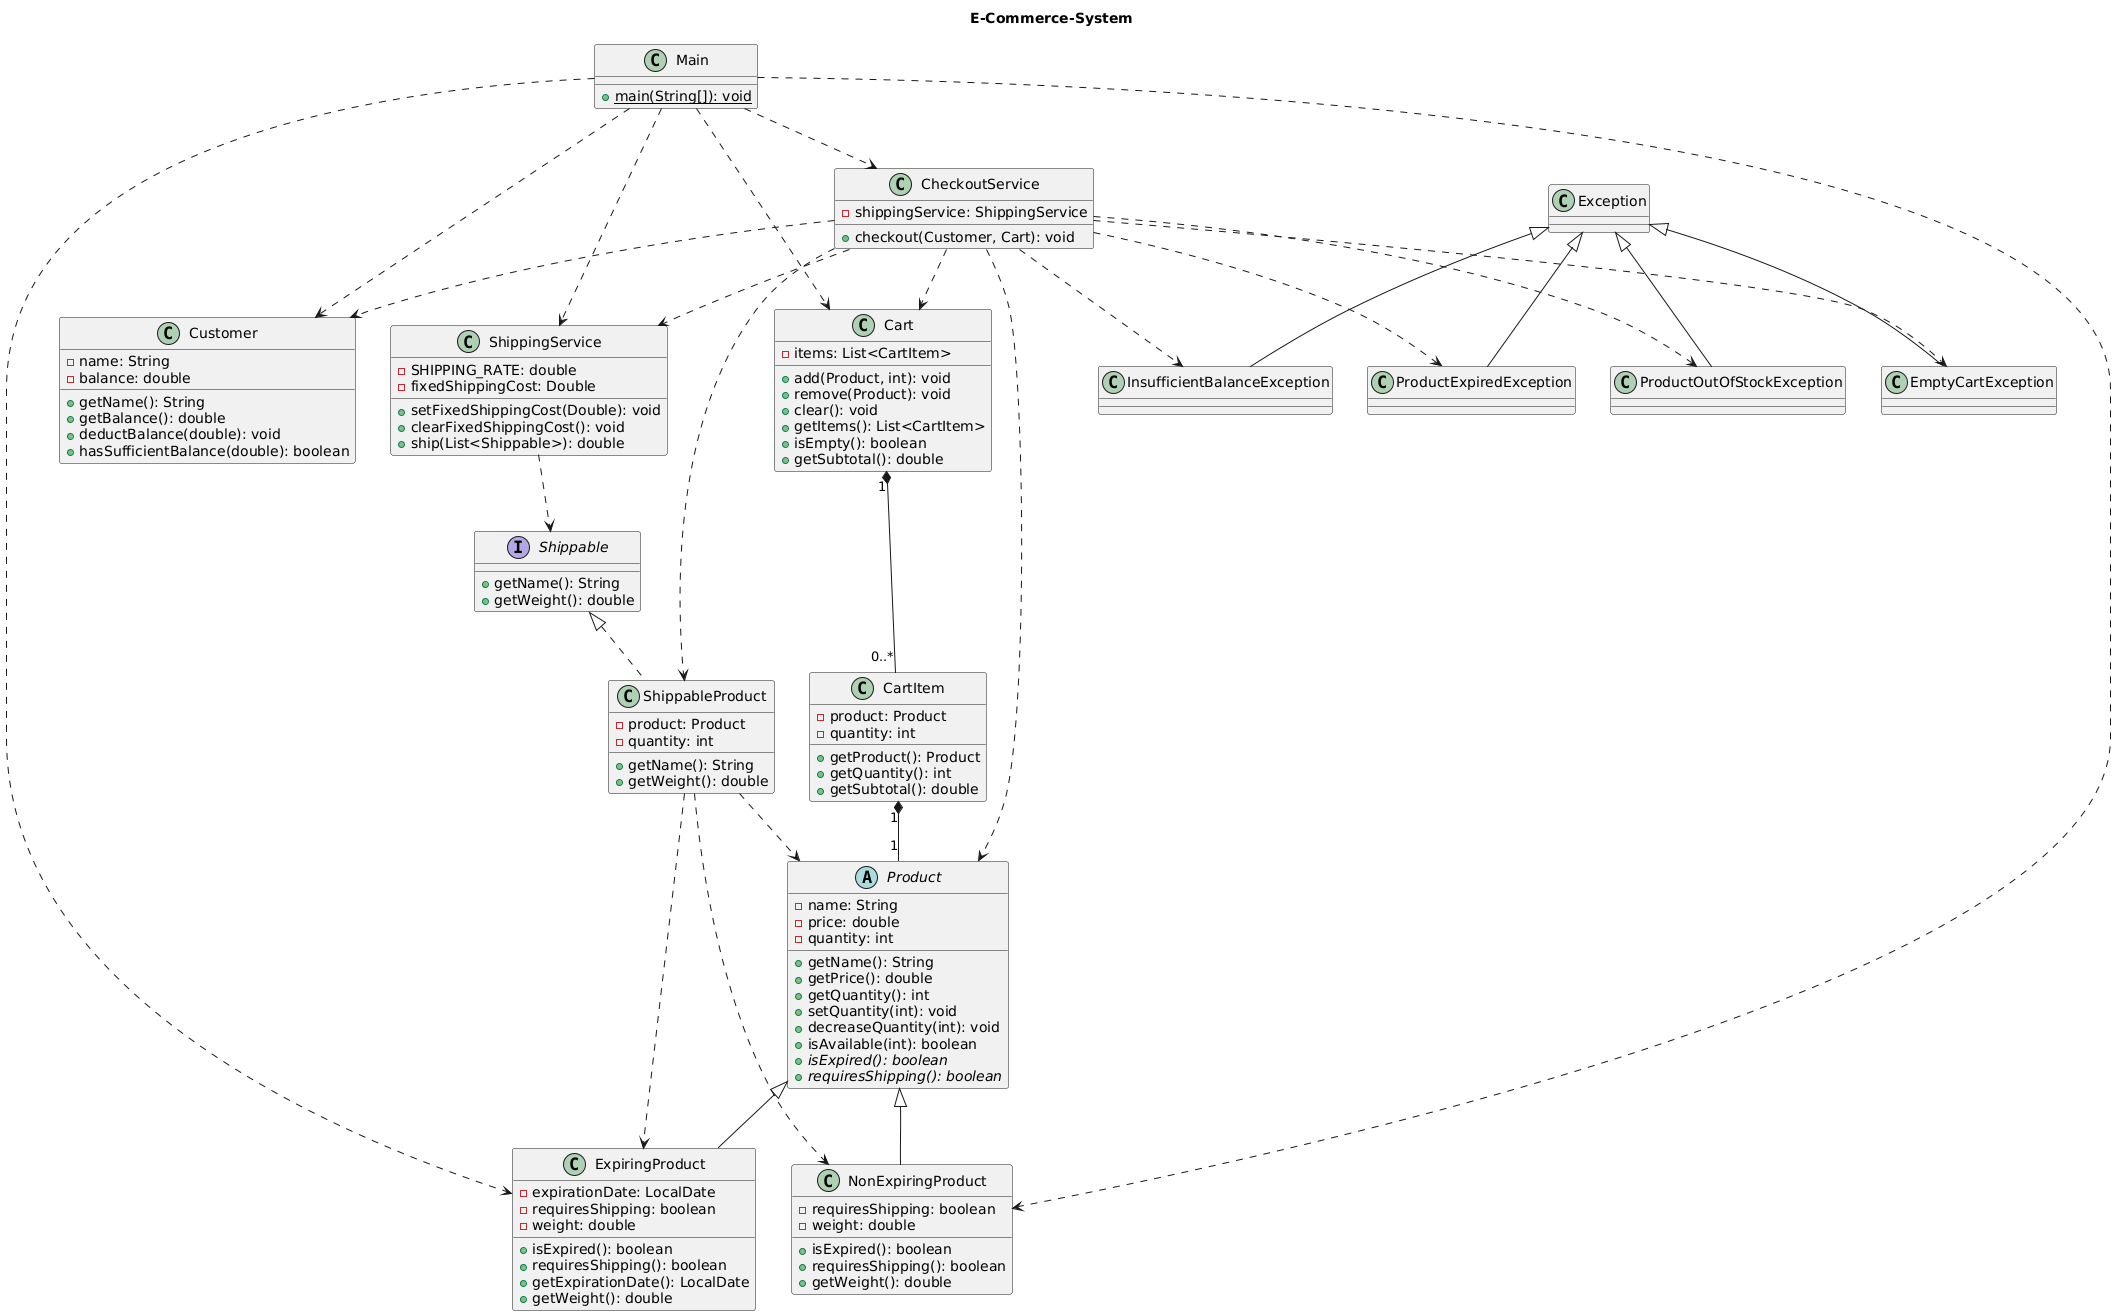 E-Commerce-System
C Main
main(String[]): void
C CheckoutService
shippingService: ShippingService
checkout(Customer, Cart): void
C Exception
C Customer
name: String
balance: double
getName(): String
getBalance(): double
deductBalance(double): void
hasSufficientBalance(double): boolean
C ShippingService
SHIPPING_RATE: double
fixedShippingCost: Double
setFixedShippingCost(Double): void
clearFixedShippingCost(): void
ship(List<Shippable>): double
C Cart
items: List<CartItem>
add(Product, int): void
remove(Product): void
clear(): void
getItems(): List<CartItem>
isEmpty(): boolean
getSubtotal(): double
C InsufficientBalanceException
C ProductExpiredException
C ProductOutOfStockException
C EmptyCartException
1
0..*
I Shippable
getName(): String
getWeight(): double
C ShippableProduct
product: Product
quantity: int
getName(): String
getWeight(): double
C CartItem
product: Product
quantity: int
getProduct(): Product
getQuantity(): int
getSubtotal(): double
1
1
A Product
name: String
price: double
quantity: int
getName(): String
getPrice(): double
getQuantity(): int
setQuantity(int): void
decreaseQuantity(int): void
isAvailable(int): boolean
isExpired(): boolean
requiresShipping(): boolean
C ExpiringProduct
expirationDate: LocalDate
requiresShipping: boolean
weight: double
isExpired(): boolean
requiresShipping(): boolean
getExpirationDate(): LocalDate
getWeight(): double
C NonExpiringProduct
requiresShipping: boolean
weight: double
isExpired(): boolean
requiresShipping(): boolean
getWeight(): double